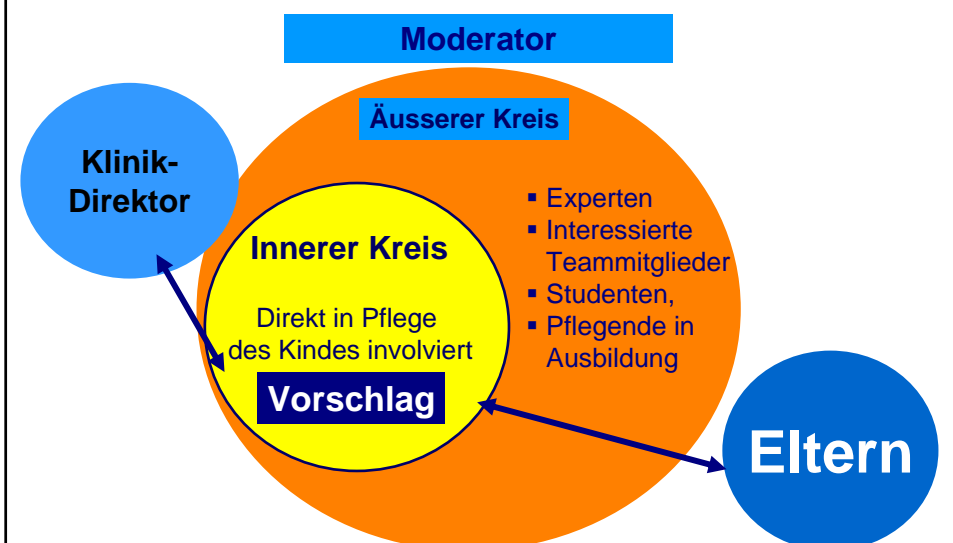 Moderator
Äusserer Kreis
Klinik-
Direktor
Innerer Kreis
Direkt in Pflege
des Kindes involviert
Vorschlag
▪ Experten
▪ Interessierte
Teammitglieder
▪ Studenten,
▪ Pflegende in
Ausbildung
Eltern